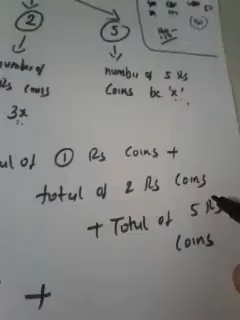 2 5
number of
Rs coins
3x
number of 5 Rs
coins be 'x'
of ① Rs coins +
total of 2 Rs coins
+ Total of 5 Rs
coins
+